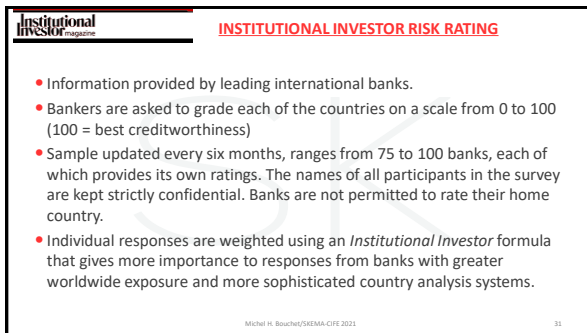 Institutional
Investor magazine
INSTITUTIONAL INVESTOR RISK RATING
• Information provided by leading international banks.
• Bankers are asked to grade each of the countries on a scale from 0 to 100
(100 = best creditworthiness)
• Sample updated every six months, ranges from 75 to 100 banks, each of
which provides its own ratings. The names of all participants in the survey
are kept strictly confidential. Banks are not permitted to rate their home
country.
• Individual responses are weighted using an Institutional Investor formula
that gives more importance to responses from banks with greater
worldwide exposure and more sophisticated country analysis systems.
SK
Michel H. Bouchet/SKEMA-CIFE 2021
31